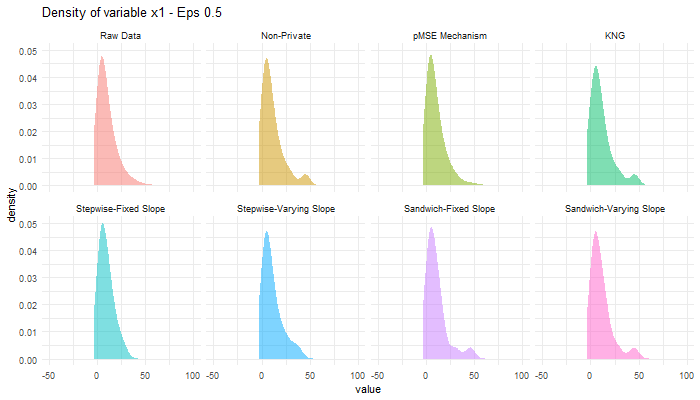 Density of variable x1 - Eps 0.5
Raw Data Non-Private pMSE Mechanism KNG
0.05
0.04
0.03
0.02
0.01
0.00
density
Stepwise-Fixed Slope Stepwise-Varying Slope Sandwich-Fixed Slope Sandwich-Varying Slope
0.05
0.04
0.03
0.02
0.01
0.00
-50 0 50 100 -50 0 50 100 -50 0 50 100 -50 0 50 100
value